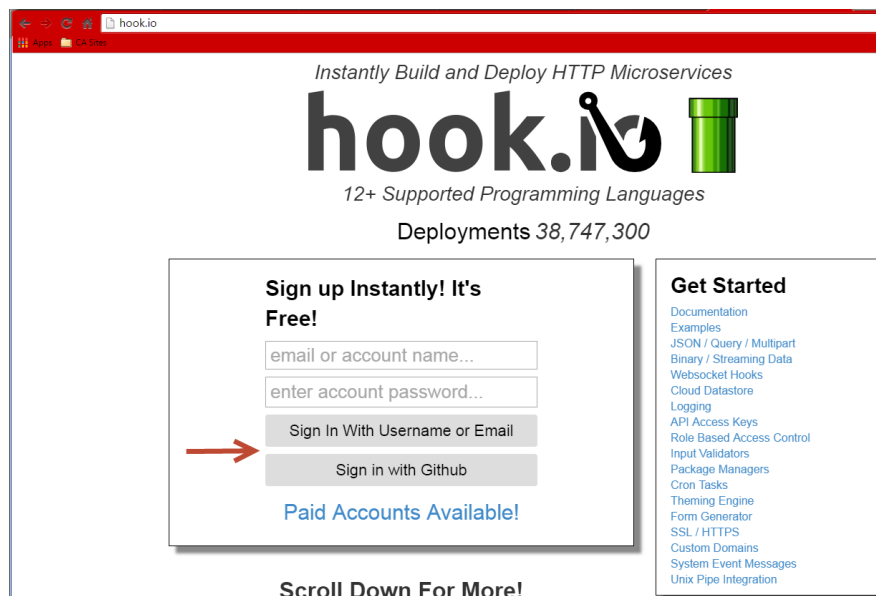 hook.io
Apps CA Sites
Instantly Build and Deploy HTTP Microservices
hook.io
12+ Supported Programming Languages
Deployments 38,747,300
Sign up Instantly! It's
Free!
email or account name...
enter account password...
Sign In With Username or Email
Sign in with Github
Paid Accounts Available!
Get Started
Documentation
Examples
JSON / Query / Multipart
Binary / Streaming Data
Websocket Hooks
Cloud Datastore
Logging
API Access Keys
Role Based Access Control
Input Validators
Package Managers
Cron Tasks
Theming Engine
Form Generator
SSL / HTTPS
Custom Domains
System Event Messages
Unix Pipe Integration
Scroll Down For More!